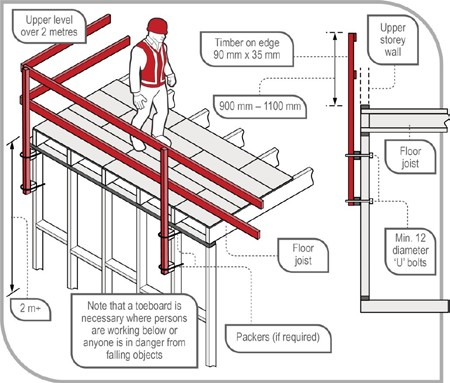 Upper level
over 2 metres
Timber on edge
90 mm x 35 mm
Upper
storey
wall
900 mm – 1100 mm
Floor
joist
Min. 12
diameter
'U' bolts
Floor
joist
2 m+
Note that a toeboard is
necessary where persons
are working below or
anyone is in danger from
falling objects
Packers (if required)